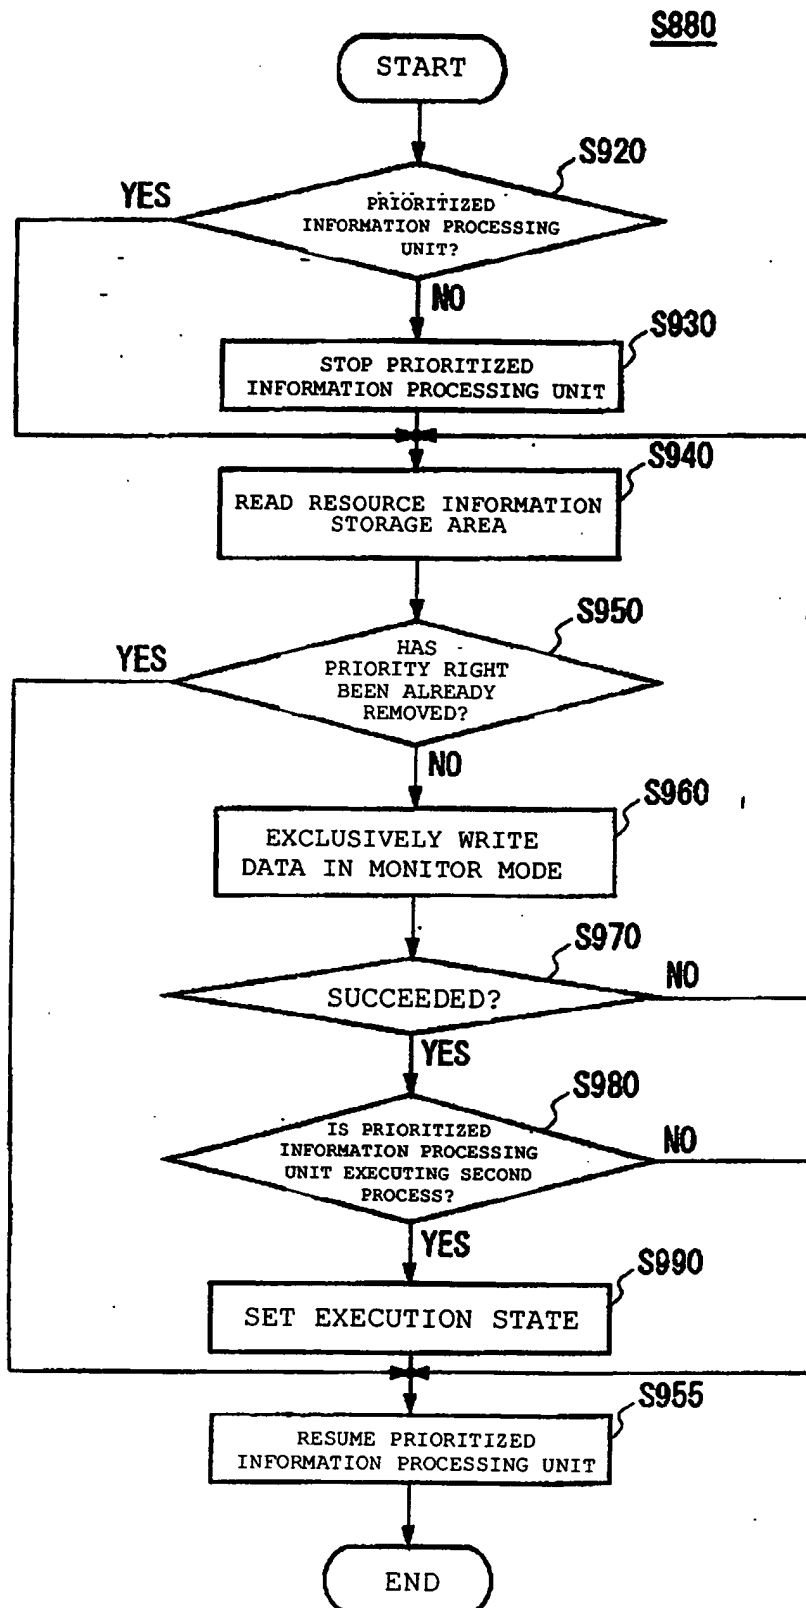 S880
START
S920
YES
PRIORITIZED
INFORMATION PROCESSING
UNIT?
NO
S930
STOP PRIORITIZED
INFORMATION PROCESSING UNIT
S940
READ RESOURCE INFORMATION
STORAGE AREA
S950
YES
HAS
PRIORITY RIGHT
BEEN ALREADY
REMOVED?
NO
S960
EXCLUSIVELY WRITE
DATA IN MONITOR MODE
S970
NO
SUCCEEDED?
YES
S980
IS PRIORITIZED
INFORMATION PROCESSING
UNIT EXECUTING SECOND
PROCESS?
NO
YES
S990
SET EXECUTION STATE
S955
RESUME PRIORITIZED
INFORMATION PROCESSING UNIT
END